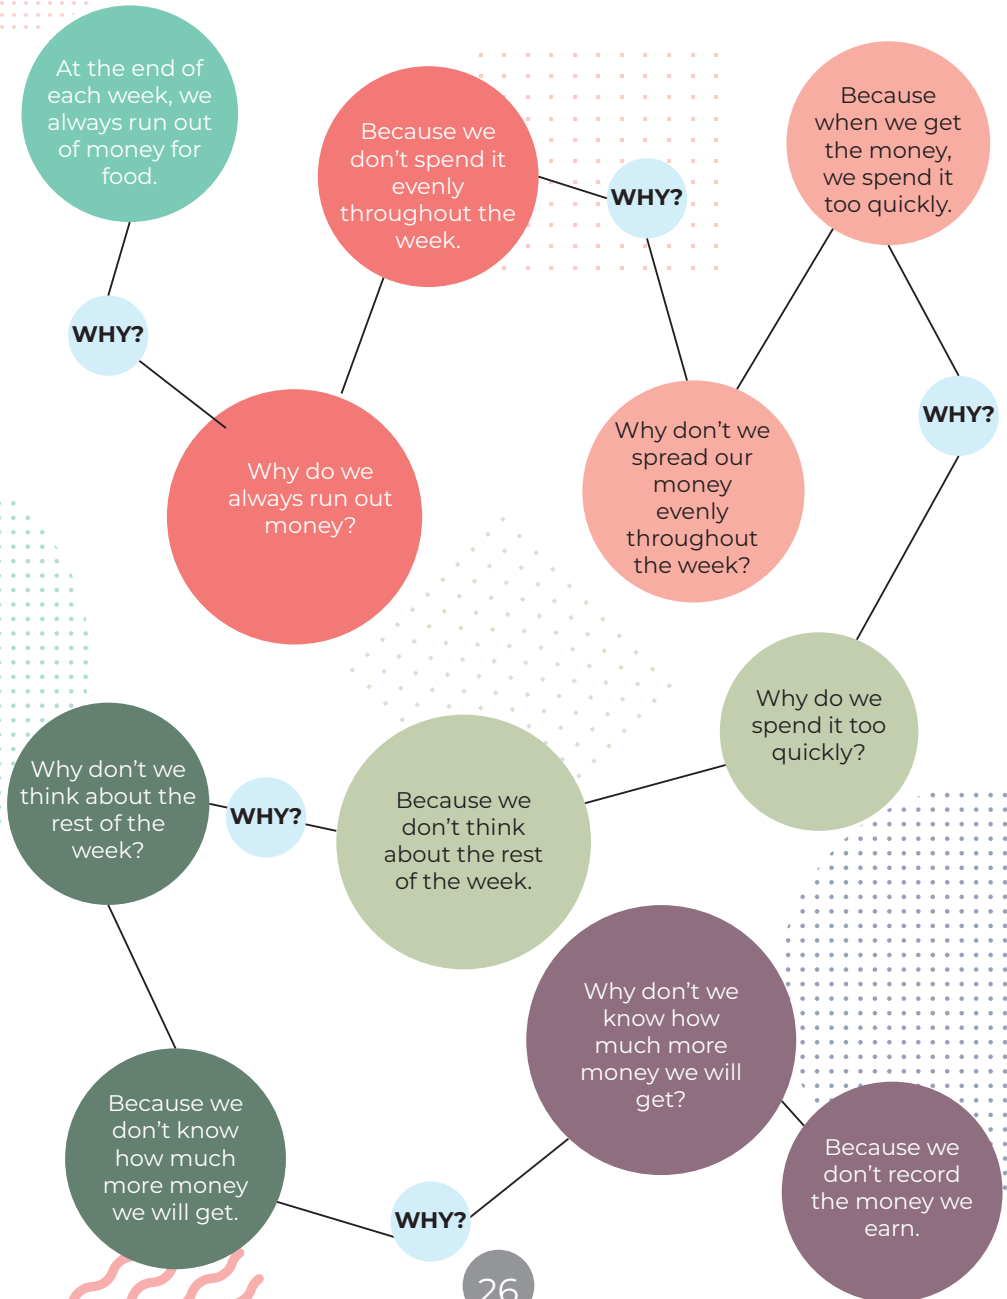 At the end of
each week, we
always run out
of money for
food.
WHY?
Why do we
always run out
money?
Because we
don't spend it
evenly
throughout the
week.
WHY?
Why don't we
spread our
money
evenly
throughout
the week?
Because
when we get
the money,
we spend it
too quickly.
WHY?
Why do we
spend it too
quickly?
Because we
don't think
about the rest
of the week.
WHY?
Why don't we
think about the
rest of the
week?
Because we
don't know
how much
more money
we will get.
WHY?
Why don't we
know how
much more
money we will
get?
Because we
don't record
the money we
earn.
26